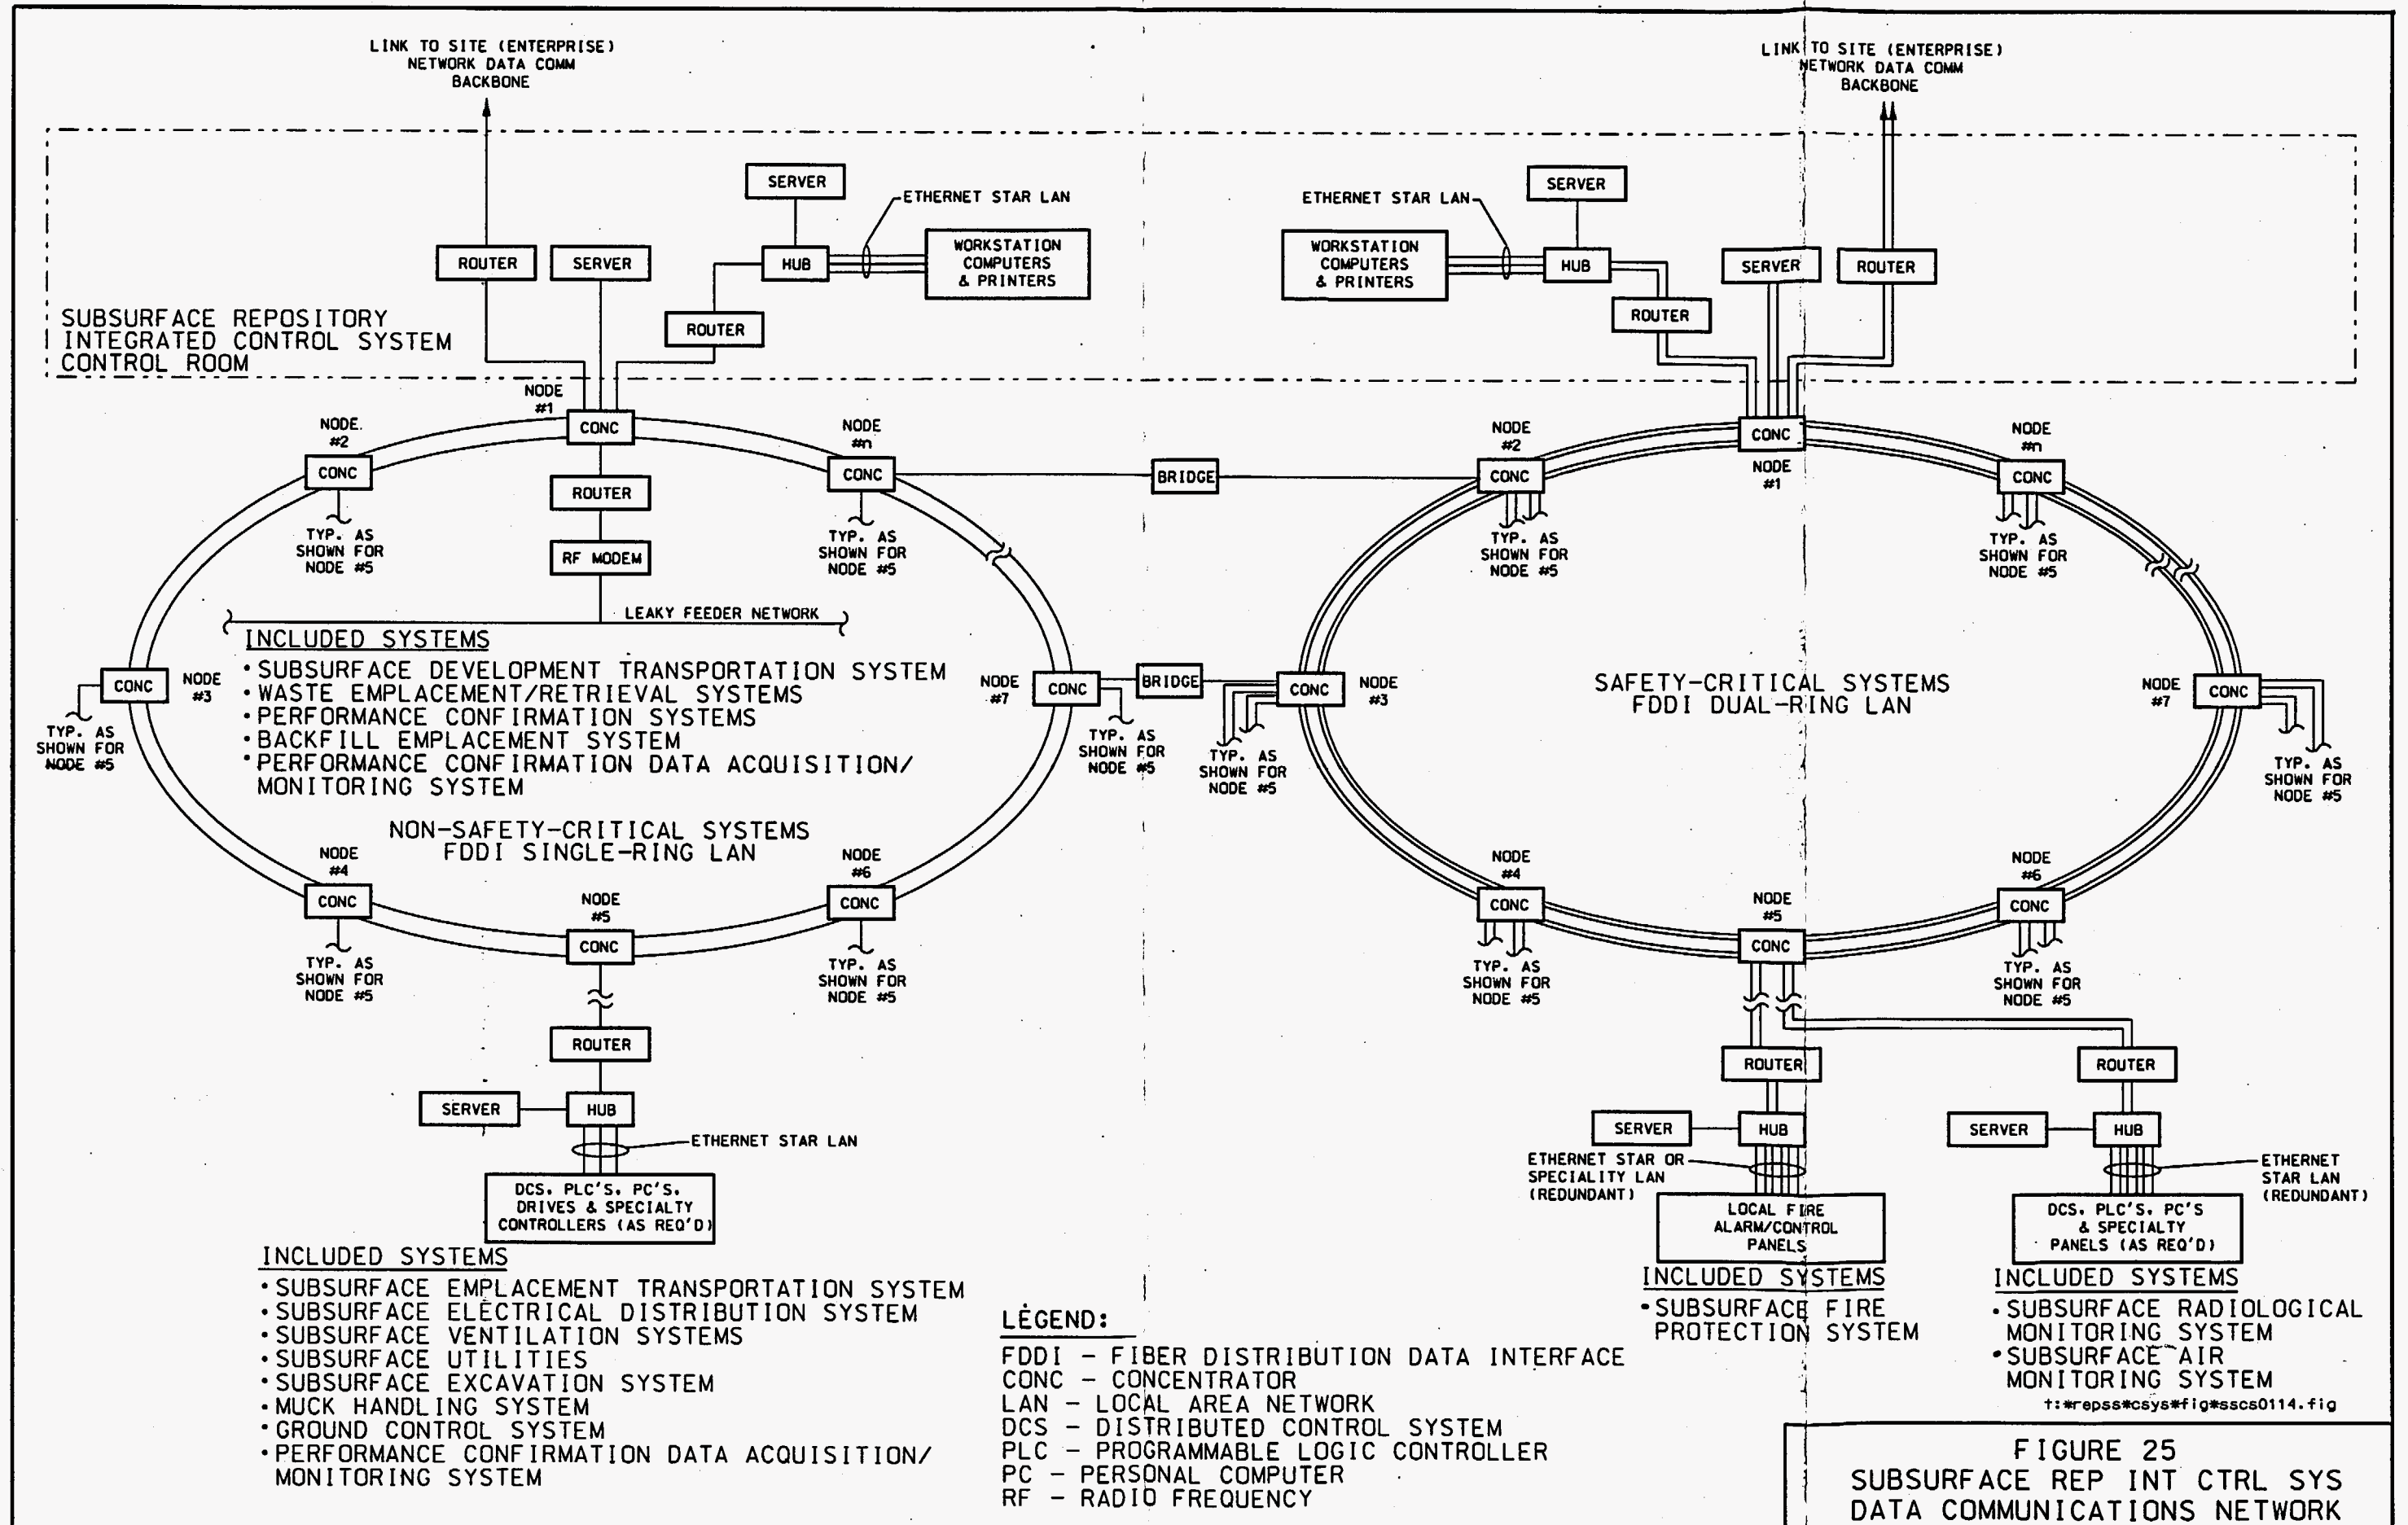 LINK TO SITE (ENTERPRISE)
NETWORK DATA COMM
BACKBONE
LINK TO SITE (ENTERPRISE)
NETWORK DATA COMM
BACKBONE
SERVER
ETHERNET STAR LAN
ROUTER
SERVER
HUB
WORKSTATION
COMPUTERS
& PRINTERS
ROUTER
SUBSURFACE REPOSITORY
INTEGRATED CONTROL SYSTEM
CONTROL ROOM
ETHERNET STAR LAN
SERVER
WORKSTATION
COMPUTERS
& PRINTERS
HUB
SERVER
ROUTER
ROUTER
NODE
#1
CONC
NODE.
#2
CONC
TYP. AS
SHOWN FOR
NODE #5
NODE
#n
CONC
TYP. AS
SHOWN FOR
NODE #5
ROUTER
RF MODEM
LEAKY FEEDER NETWORK
BRIDGE
INCLUDED SYSTEMS
•SUBSURFACE DEVELOPMENT TRANSPORTATION SYSTEM
•WASTE EMPLACEMENT/RETRIEVAL SYSTEMS
•PERFORMANCE CONFIRMATION SYSTEMS
•BACKFILL EMPLACEMENT SYSTEM
•PERFORMANCE CONFIRMATION DATA ACQUISITION/
MONITORING SYSTEM
CONC
NODE
#3
TYP. AS
SHOWN FOR
NODE #5
NODE
#7
CONC
TYP. AS
SHOWN FOR
NODE #5
BRIDGE
NON-SAFETY-CRITICAL SYSTEMS
FDDI SINGLE-RING LAN
NODE
#4
CONC
TYP. AS
SHOWN FOR
NODE #5
NODE
#5
CONC
NODE
#6
CONC
TYP. AS
SHOWN FOR
NODE #5
ROUTER
SERVER
HUB
ETHERNET STAR LAN
DCS, PLC'S, PC'S,
DRIVES & SPECIALTY
CONTROLLERS (AS REQ'D)
INCLUDED SYSTEMS
•SUBSURFACE EMPLACEMENT TRANSPORTATION SYSTEM
•SUBSURFACE ELECTRICAL DISTRIBUTION SYSTEM
•SUBSURFACE VENTILATION SYSTEMS
•SUBSURFACE UTILITIES
•SUBSURFACE EXCAVATION SYSTEM
•MUCK HANDLING SYSTEM
•GROUND CONTROL SYSTEM
•PERFORMANCE CONFIRMATION DATA ACQUISITION/
MONITORING SYSTEM
NODE
#2
CONC
TYP. AS
SHOWN FOR
NODE #5
CONC
NODE
#1
NODE
#n
CONC
TYP. AS
SHOWN FOR
NODE #5
CONC
NODE
#3
TYP. AS
SHOWN FOR
NODE #5
SAFETY-CRITICAL SYSTEMS
FDDI DUAL-RING LAN
NODE
#7
CONC
TYP. AS
SHOWN FOR
NODE #5
NODE
#4
CONC
TYP. AS
SHOWN FOR
NODE #5
NODE
#5
CONC
NODE
#6
CONC
TYP. AS
SHOWN FOR
NODE #5
ROUTER
SERVER
HUB
ETHERNET STAR OR
SPECIALITY LAN
(REDUNDANT)
LOCAL FIRE
ALARM/CONTROL
PANELS
INCLUDED SYSTEMS
•SUBSURFACE FIRE
PROTECTION SYSTEM
ROUTER
SERVER
HUB
ETHERNET
STAR LAN
(REDUNDANT)
DCS, PLC'S, PC'S
& SPECIALTY
PANELS (AS REQ'D)
INCLUDED SYSTEMS
•SUBSURFACE RADIOLOGICAL
MONITORING SYSTEM
•SUBSURFACE AIR
MONITORING SYSTEM
t:*repss*csys*fig*sscs0114.fig
LEGEND:
FDDI – FIBER DISTRIBUTION DATA INTERFACE
CONC – CONCENTRATOR
LAN – LOCAL AREA NETWORK
DCS – DISTRIBUTED CONTROL SYSTEM
PLC – PROGRAMMABLE LOGIC CONTROLLER
PC – PERSONAL COMPUTER
RF – RADIO FREQUENCY
FIGURE 25
SUBSURFACE REP INT CTRL SYS
DATA COMMUNICATIONS NETWORK